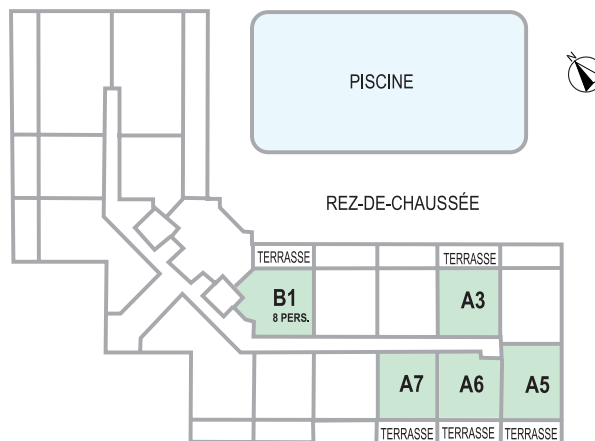 PISCINE
N
REZ-DE-CHAUSSÉE
TERRASSE
TERRASSE
B1
8 PERS.
A3
A7
A6
A5
TERRASSE
TERRASSE
TERRASSE